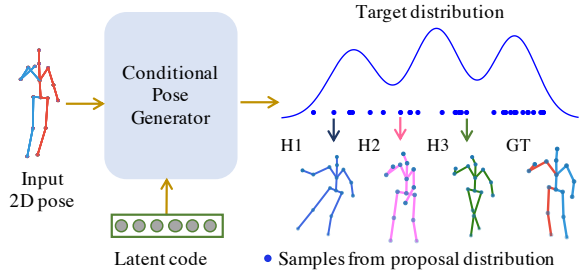 Target distribution
Conditional
Pose
Generator
Input
2D pose
H1
H2
H3
GT
Latent code
Samples from proposal distribution